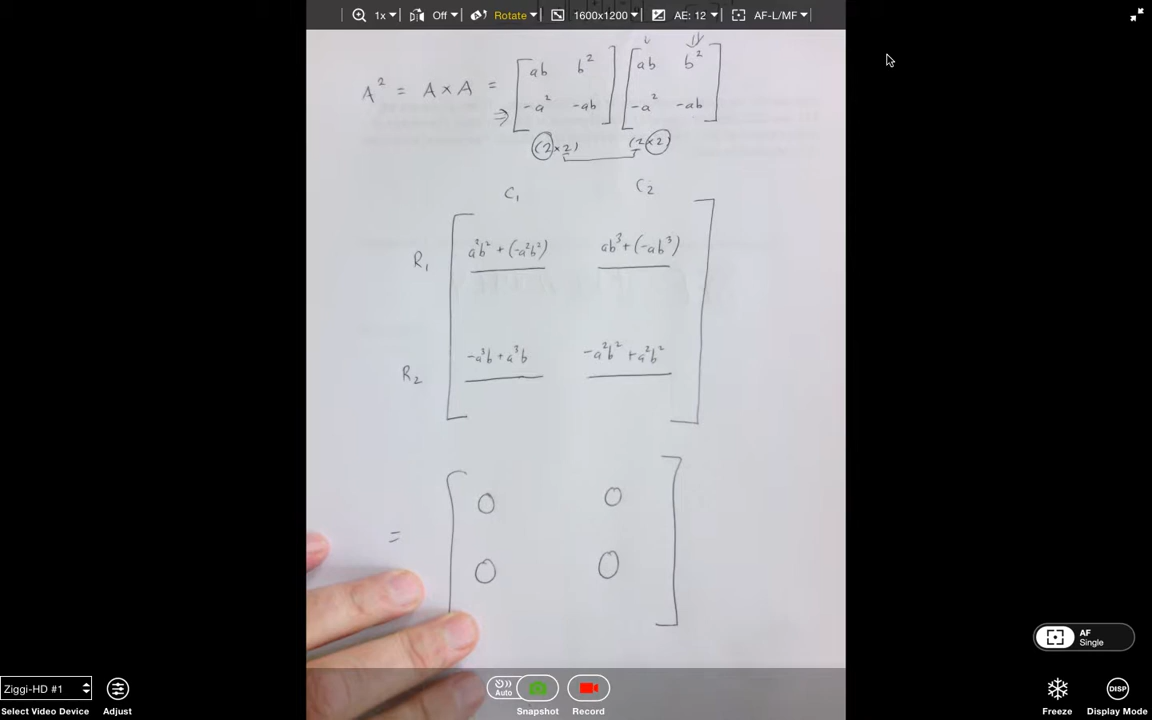 1x Off Rotate 1600x1200 AE: 12 AF-L/MF
A² = A × A = [ab b² -a² -ab] [ab b² -a² -ab]
(2×2) (2×2)
C₁ C₂
R₁ a²b² + (-a²b²) ab³ + (-ab³)
R₂ -a³b + a³b -a²b² + a²b²
= [0 0
0 0]
AF
Single
Ziggi-HD #1
Auto
Select Video Device Adjust Snapshot Record Freeze DISP Display Mode